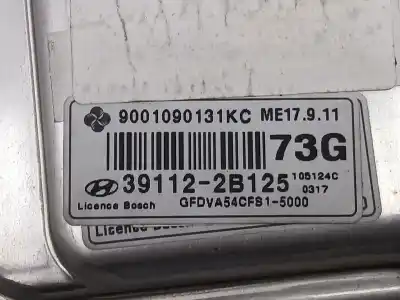 9001090131KC ME17.9.11
73G
39112-2B125 105124C
0317
Licence Bosch GFDVA54CFS1-5000
Licence Bosch